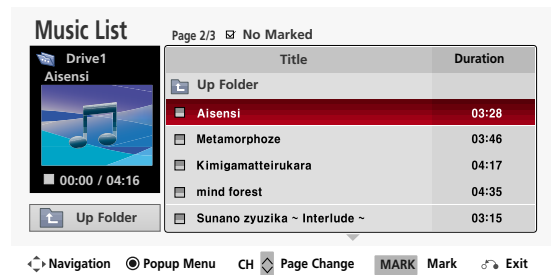 Music List
Page 2/3 No Marked
Drive1
Aisensi
00:00 / 04:16
Up Folder
Title Duration
Up Folder
Aisensi 03:28
Metamorphoze 03:46
Kimigamatteirukara 04:17
mind forest 04:35
Sunano zyuzika ~ Interlude ~ 03:15
Navigation Popup Menu CH Page Change MARK Mark Exit